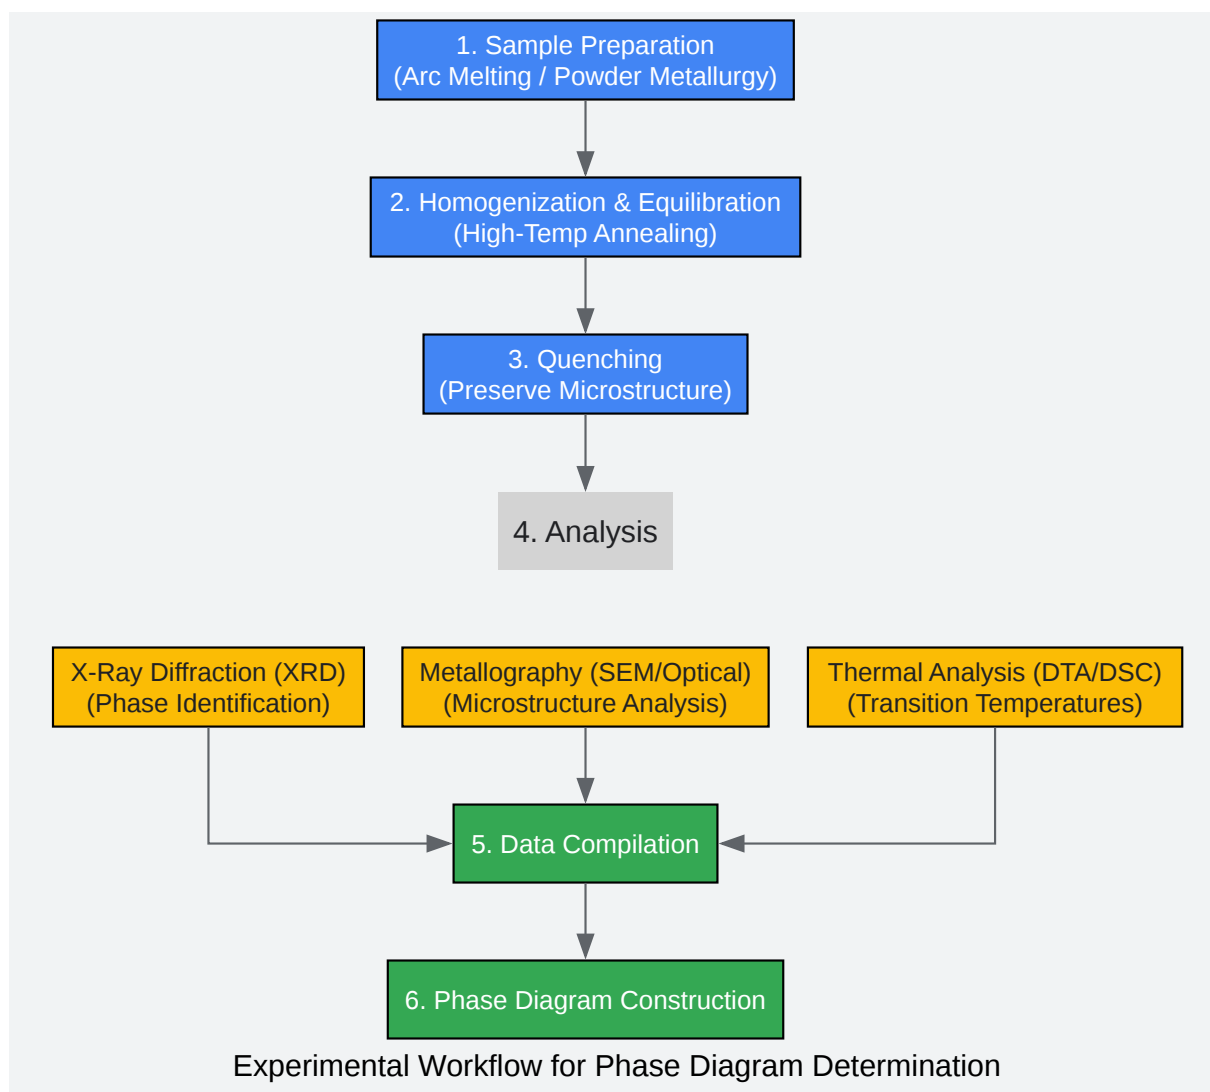 1. Sample Preparation
(Arc Melting / Powder Metallurgy)
2. Homogenization & Equilibration
(High-Temp Annealing)
3. Quenching
(Preserve Microstructure)
4. Analysis
X-Ray Diffraction (XRD)
(Phase Identification)
Metallography (SEM/Optical)
(Microstructure Analysis)
Thermal Analysis (DTA/DSC)
(Transition Temperatures)
5. Data Compilation
6. Phase Diagram Construction
Experimental Workflow for Phase Diagram Determination